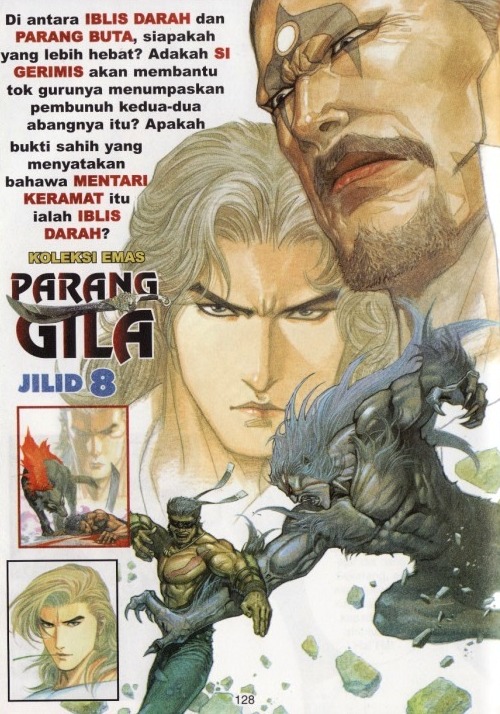 Di antara IBLIS DARAH dan
PARANG BUTA, siapakah
yang lebih hebat? Adakah SI
GERIMIS akan membantu
tok gurunya menumpaskan
pembunuh kedua-dua
abangnya itu? Apakah
bukti sahih yang
menyatakan
bahawa MENTARI
KERAMAT itu
ialah IBLIS
DARAH?
KOLEKSI EMAS
PARANG
GILA
JILID 8
128